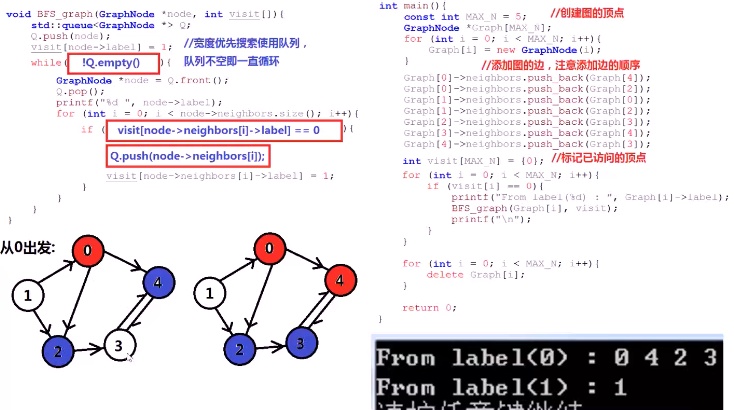 void BFS_graph(GraphNode *node, int visit[]){
std::queue<GraphNode *> Q;
Q.push(node);
visit[node->label] = 1; //宽度优先搜索使用队列，
while( !Q.empty() ){ 队列不空即一直循环
GraphNode *node = Q.front();
Q.pop();
printf("%d ", node->label);
for (int i = 0; i < node->neighbors.size(); i++){
if ( visit[node->neighbors[i]->label] == 0 ){
Q.push(node->neighbors[i]);
visit[node->neighbors[i]->label] = 1;
}
}
}
}
从0出发:
0
4
1
2
3
0
4
1
2
3
int main(){
const int MAX_N = 5; //创建图的顶点
GraphNode *Graph[MAX_N];
for (int i = 0; i < MAX_N; i++){
Graph[i] = new GraphNode(i);
}
//添加图的边，注意添加边的顺序
Graph[0]->neighbors.push_back(Graph[4]);
Graph[0]->neighbors.push_back(Graph[2]);
Graph[1]->neighbors.push_back(Graph[0]);
Graph[1]->neighbors.push_back(Graph[2]);
Graph[2]->neighbors.push_back(Graph[3]);
Graph[3]->neighbors.push_back(Graph[4]);
Graph[4]->neighbors.push_back(Graph[3]);
int visit[MAX_N] = {0}; //标记已访问的顶点
for (int i = 0; i < MAX_N; i++){
if (visit[i] == 0){
printf("From label(%d) : ", Graph[i]->label);
BFS_graph(Graph[i], visit);
printf("\n");
}
}
for (int i = 0; i < MAX_N; i++){
delete Graph[i];
}
return 0;
}
From label(0) : 0 4 2 3
From label(1) : 1
请按任意键继续